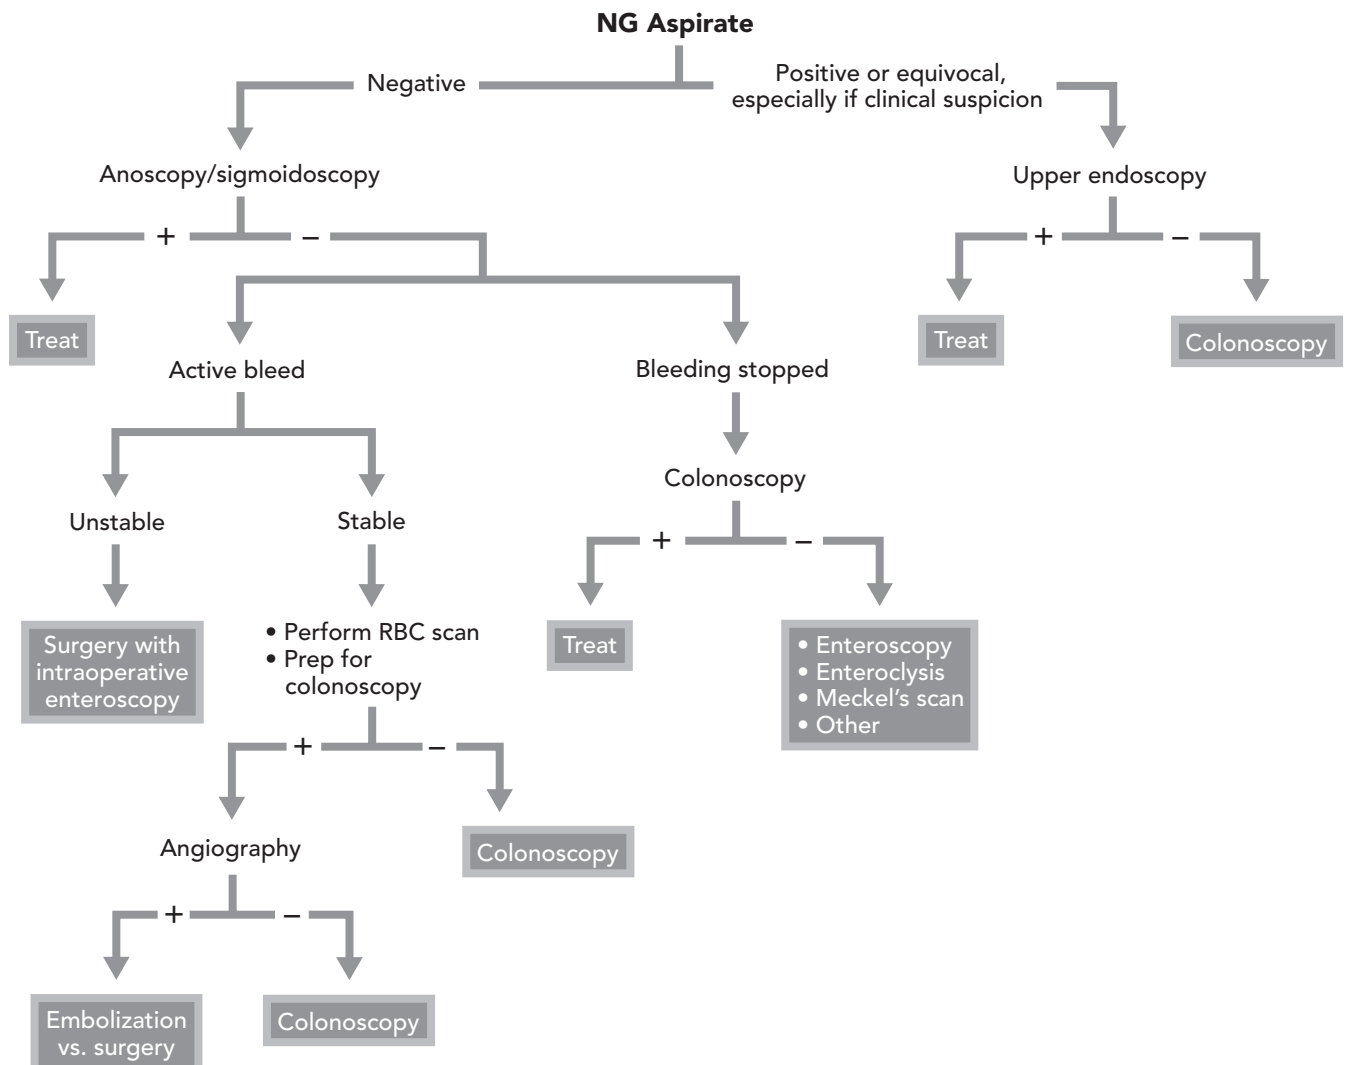 NG Aspirate
Negative
Positive or equivocal,
especially if clinical suspicion
Anoscopy/sigmoidoscopy
Upper endoscopy
+
–
+
–
Treat
Treat
Colonoscopy
Active bleed
Bleeding stopped
Colonoscopy
Unstable
Stable
+
–
Surgery with
intraoperative
enteroscopy
• Perform RBC scan
• Prep for
colonoscopy
Treat
• Enteroscopy
• Enteroclysis
• Meckel’s scan
• Other
+
–
Angiography
Colonoscopy
+
–
Embolization
vs. surgery
Colonoscopy